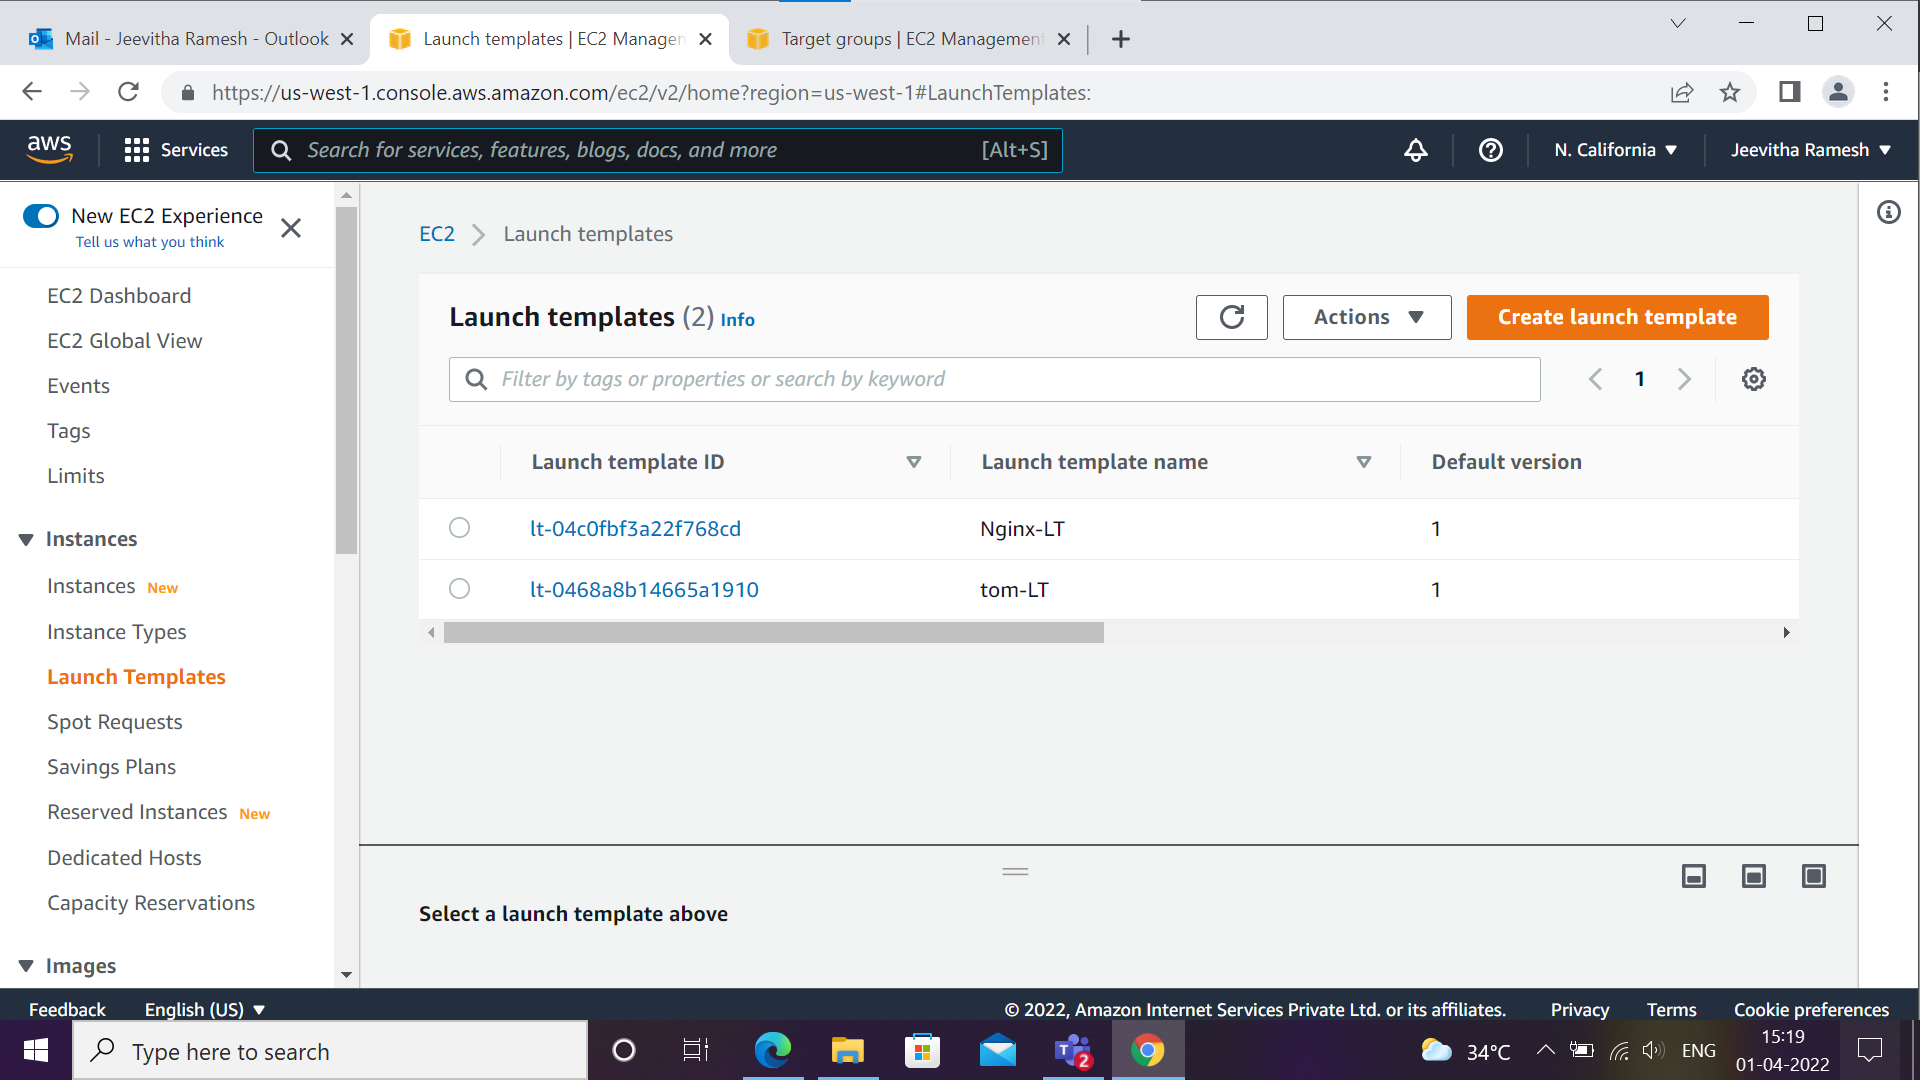 Mail - Jeevitha Ramesh - Outlook
Launch templates | EC2 Managen
Target groups | EC2 Management
https://us-west-1.console.aws.amazon.com/ec2/v2/home?region=us-west-1#LaunchTemplates:
aws
Services
Search for services, features, blogs, docs, and more
[Alt+S]
N. California
Jeevitha Ramesh
New EC2 Experience
Tell us what you think
EC2 Dashboard
EC2 Global View
Events
Tags
Limits
Instances
Instances New
Instance Types
Launch Templates
Spot Requests
Savings Plans
Reserved Instances New
Dedicated Hosts
Capacity Reservations
Images
EC2
Launch templates
Launch templates (2) Info
Actions
Create launch template
Filter by tags or properties or search by keyword
1
Launch template ID
Launch template name
Default version
lt-04c0fbf3a22f768cd
Nginx-LT
1
lt-0468a8b14665a1910
tom-LT
1
Select a launch template above
Feedback
English (US)
© 2022, Amazon Internet Services Private Ltd. or its affiliates.
Privacy
Terms
Cookie preferences
Type here to search
2
34°C
ENG
15:19
01-04-2022